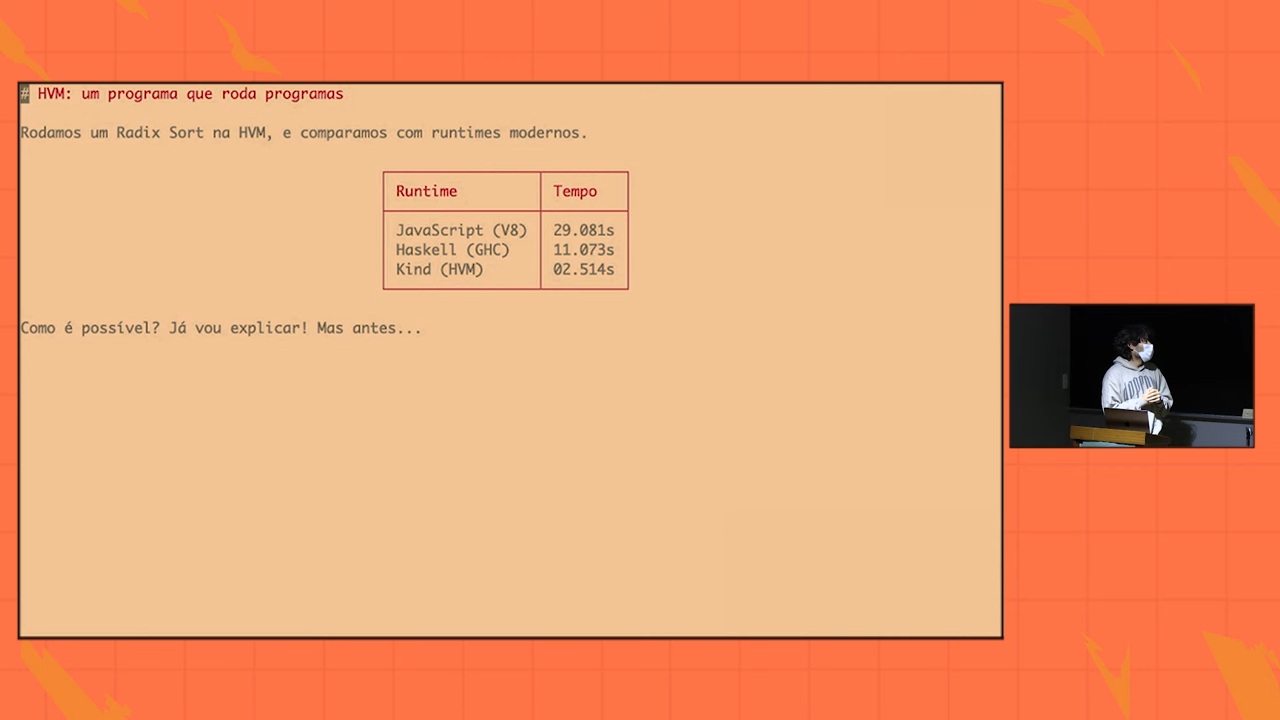 # HVM: um programa que roda programas
Rodamos um Radix Sort na HVM, e comparamos com runtimes modernos.
Runtime Tempo
JavaScript (V8) 29.081s
Haskell (GHC) 11.073s
Kind (HVM) 02.514s
Como é possível? Já vou explicar! Mas antes...